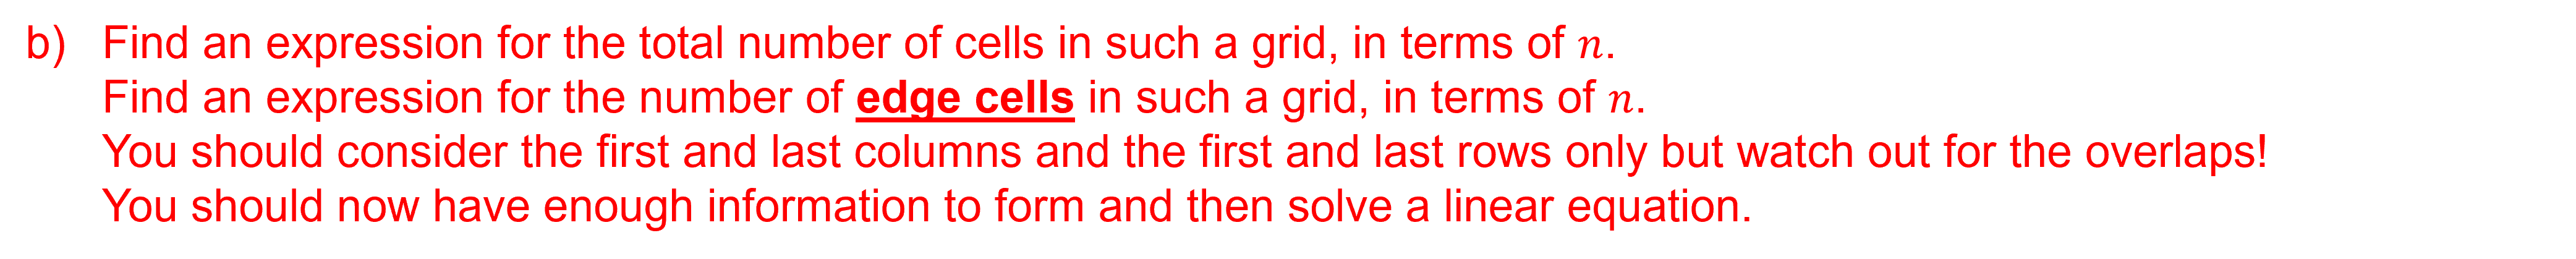 b) Find an expression for the total number of cells in such a grid, in terms of n.
Find an expression for the number of edge cells in such a grid, in terms of n.
You should consider the first and last columns and the first and last rows only but watch out for the overlaps!
You should now have enough information to form and then solve a linear equation.